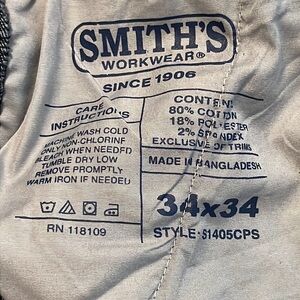 SMITH'S
WORKWEAR®
SINCE 1906
CARE
INSTRUCTIONS
MACHINE WASH COLD
ONLY NON-CHLORINE
BLEACH WHEN NEEDED
TUMBLE DRY LOW
REMOVE PROMPTLY
WARM IRON IF NEEDED
RN 118109
CONTENT:
80% COTTON
18% POLYESTER
2% SPANDEX
EXCLUSIVE OF TRIMS
MADE IN BANGLADESH
34x34
STYLE: S1405CPS